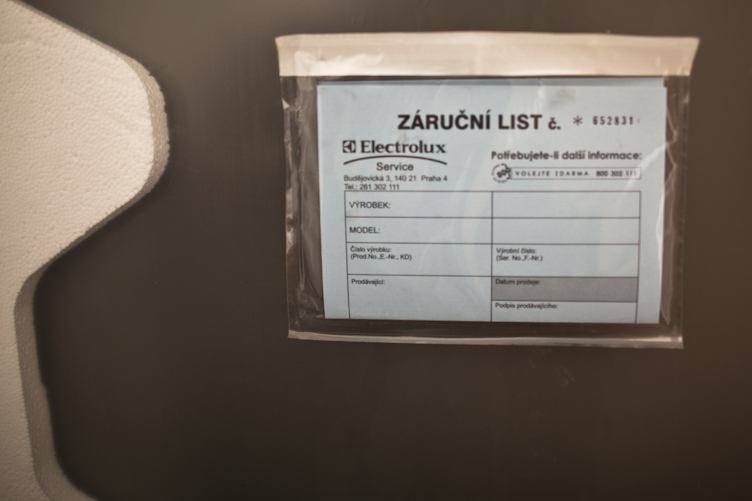 ZÁRUČNÍ LIST č. * 652831
Electrolux
Service
Budějovická 3, 140 21 Praha 4
Tel.: 261 302 111
Potřebujete-li další informace:
VOLEJTE ZDARMA 800 302 111
VÝROBEK:
MODEL:
Číslo výrobku:
(Prod.No.,E.-Nr., KD)
Výrobní číslo:
(Ser. No.,F.-Nr.)
Prodávající:
Datum prodeje:
Podpis prodávajícího: